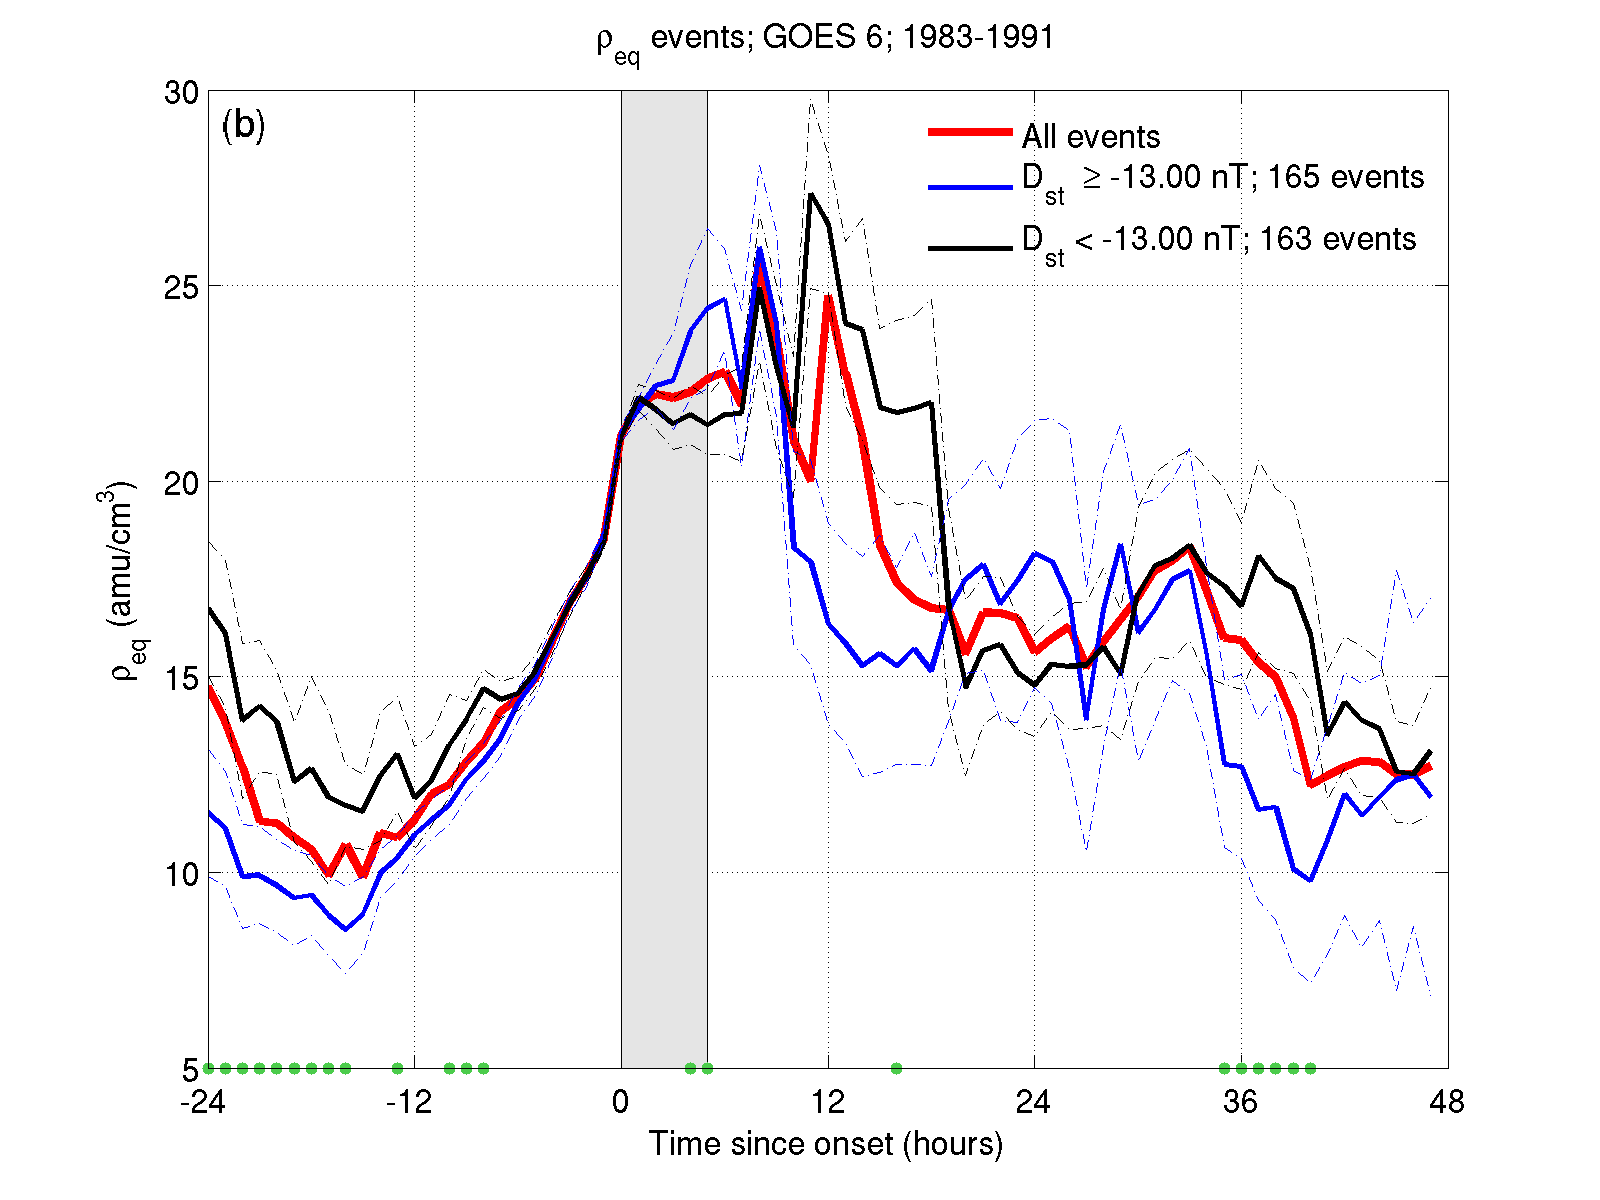 ρeq events; GOES 6; 1983-1991
(b)
All events
Dst ≥ -13.00 nT; 165 events
Dst < -13.00 nT; 163 events
30
25
20
15
10
5
ρeq (amu/cm3)
-24 -12 0 12 24 36 48
Time since onset (hours)